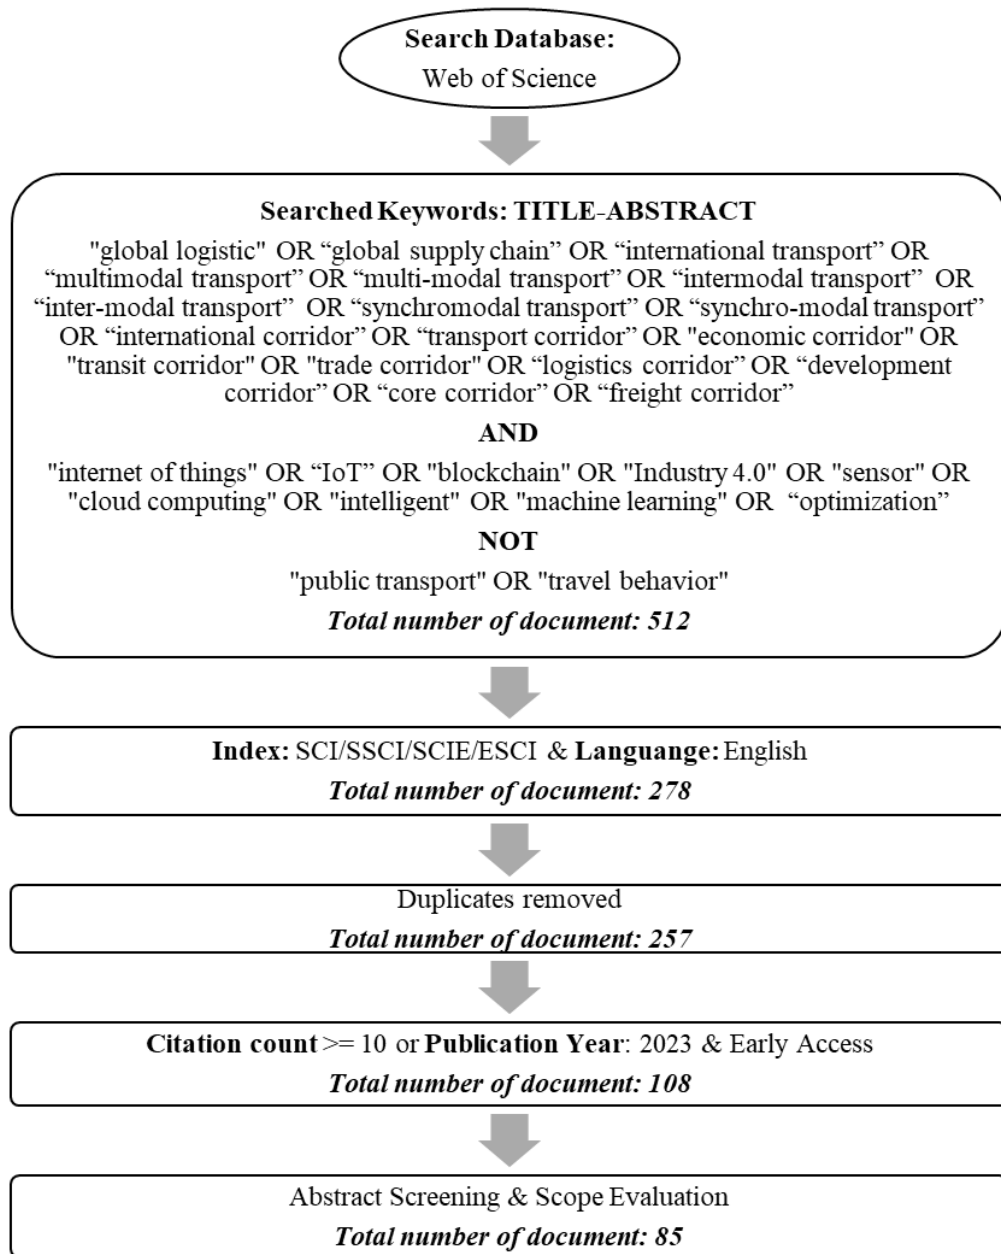 Search Database:
Web of Science
Searched Keywords: TITLE-ABSTRACT
"global logistic" OR “global supply chain” OR “international transport” OR
“multimodal transport” OR “multi-modal transport” OR “intermodal transport” OR
“inter-modal transport” OR “synchromodal transport” OR “synchro-modal transport”
OR “international corridor” OR “transport corridor” OR "economic corridor" OR
"transit corridor" OR "trade corridor" OR “logistics corridor” OR “development
corridor” OR “core corridor” OR “freight corridor”
AND
"internet of things" OR “IoT” OR "blockchain" OR "Industry 4.0" OR "sensor" OR
"cloud computing" OR "intelligent" OR "machine learning" OR “optimization”
NOT
"public transport" OR "travel behavior"
Total number of document: 512
Index: SCI/SSCI/SCIE/ESCI & Languange: English
Total number of document: 278
Duplicates removed
Total number of document: 257
Citation count >= 10 or Publication Year: 2023 & Early Access
Total number of document: 108
Abstract Screening & Scope Evaluation
Total number of document: 85